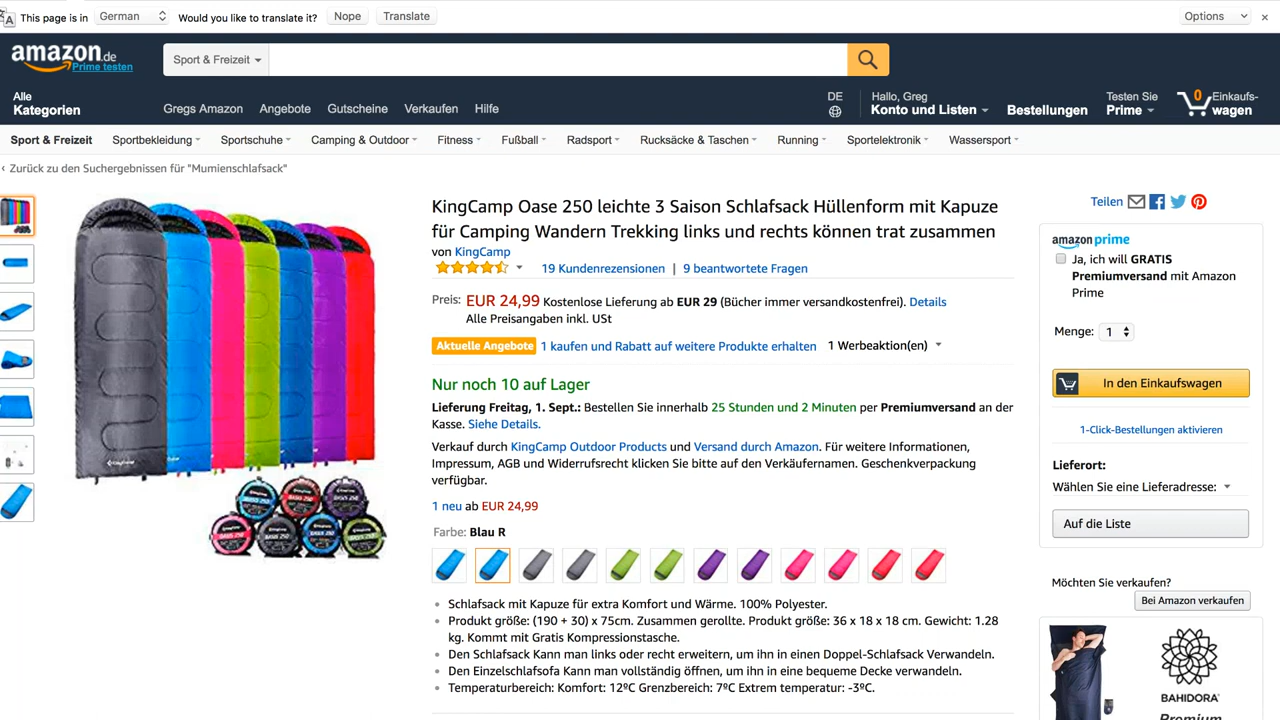 This page is in German Would you like to translate it? Nope Translate Options ×
amazon.de
Prime testen
Sport & Freizeit
Alle
Kategorien
Gregs Amazon Angebote Gutscheine Verkaufen Hilfe
DE
Hallo, Greg
Konto und Listen
Bestellungen
Testen Sie
Prime
0 Einkaufs-
wagen
Sport & Freizeit Sportbekleidung Sportschuhe Camping & Outdoor Fitness Fußball Radsport Rucksäcke & Taschen Running Sportelektronik Wassersport
‹ Zurück zu den Suchergebnissen für "Mumienschlafsack"
KingCamp Oase 250 leichte 3 Saison Schlafsack Hüllenform mit Kapuze
für Camping Wandern Trekking links und rechts können trat zusammen
von KingCamp
19 Kundenrezensionen | 9 beantwortete Fragen
Preis: EUR 24,99 Kostenlose Lieferung ab EUR 29 (Bücher immer versandkostenfrei). Details
Alle Preisangaben inkl. USt
Aktuelle Angebote 1 kaufen und Rabatt auf weitere Produkte erhalten 1 Werbeaktion(en)
Nur noch 10 auf Lager
Lieferung Freitag, 1. Sept.: Bestellen Sie innerhalb 25 Stunden und 2 Minuten per Premiumversand an der
Kasse. Siehe Details.
Verkauf durch KingCamp Outdoor Products und Versand durch Amazon. Für weitere Informationen,
Impressum, AGB und Widerrufsrecht klicken Sie bitte auf den Verkäufernamen. Geschenkverpackung
verfügbar.
1 neu ab EUR 24,99
Farbe: Blau R
• Schlafsack mit Kapuze für extra Komfort und Wärme. 100% Polyester.
• Produkt größe: (190 + 30) x 75cm. Zusammen gerollte. Produkt größe: 36 x 18 x 18 cm. Gewicht: 1.28
kg. Kommt mit Gratis Kompressionstasche.
• Den Schlafsack Kann man links oder recht erweitern, um ihn in einen Doppel-Schlafsack Verwandeln.
• Den Einzelschlafsofa Kann man vollständig öffnen, um ihn in eine bequeme Decke verwandeln.
• Temperaturbereich: Komfort: 12ºC Grenzbereich: 7ºC Extrem temperatur: -3ºC.
Teilen
amazon prime
Ja, ich will GRATIS
Premiumversand mit Amazon
Prime
Menge: 1
In den Einkaufswagen
1-Click-Bestellungen aktivieren
Lieferort:
Wählen Sie eine Lieferadresse:
Auf die Liste
Möchten Sie verkaufen?
Bei Amazon verkaufen
BAHIDORA
Premium